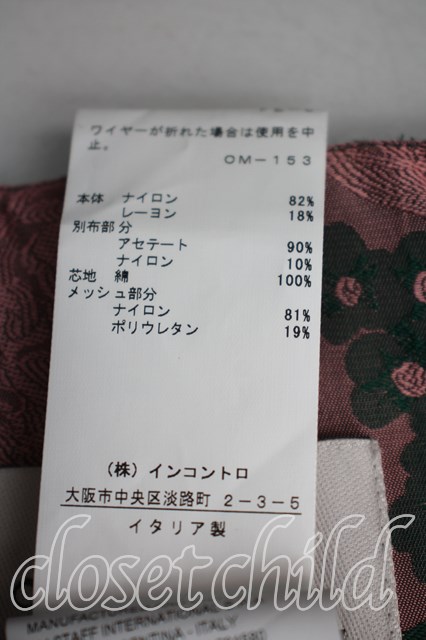 ワイヤーが折れた場合は使用を中
止。
OM-153
本体 ナイロン 82%
レーヨン 18%
別布部分
アセテート 90%
ナイロン 10%
芯地 綿 100%
メッシュ部分
ナイロン 81%
ポリウレタン 19%
(株) インコントロ
大阪市中央区淡路町 2-3-5
イタリア製
closetchild
STAFF INTERNATIONAL
ITALY